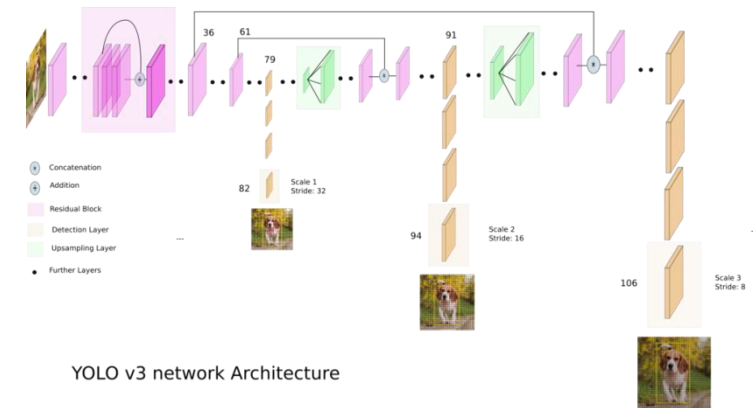 36
61
91
79
Concatenation
Addition
Residual Block
Detection Layer
Upsampling Layer
Further Layers
...
82
Scale 1
Stride: 32
94
Scale 2
Stride: 16
106
Scale 3
Stride: 8
YOLO v3 network Architecture